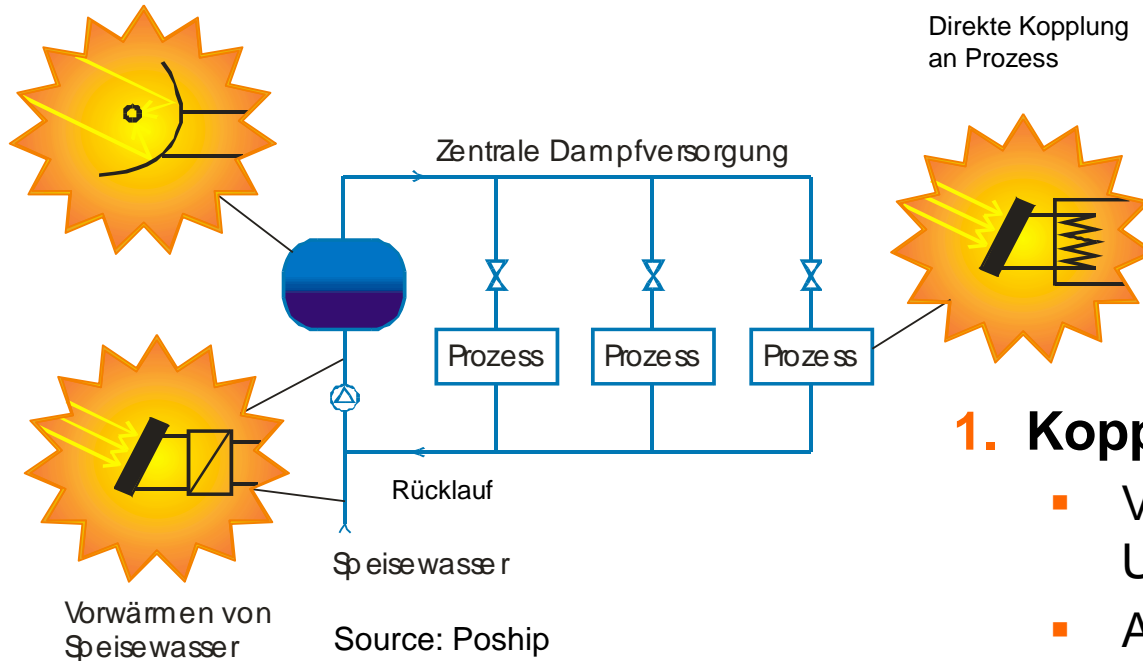 Direkte Kopplung
an Prozess
Zentrale Dampfversorgung
Prozess
Prozess
Prozess
Rücklauf
Speisewasser
Vorwärmen von
Speisewasser
Source: Poship
1. Kopp
V
U
A